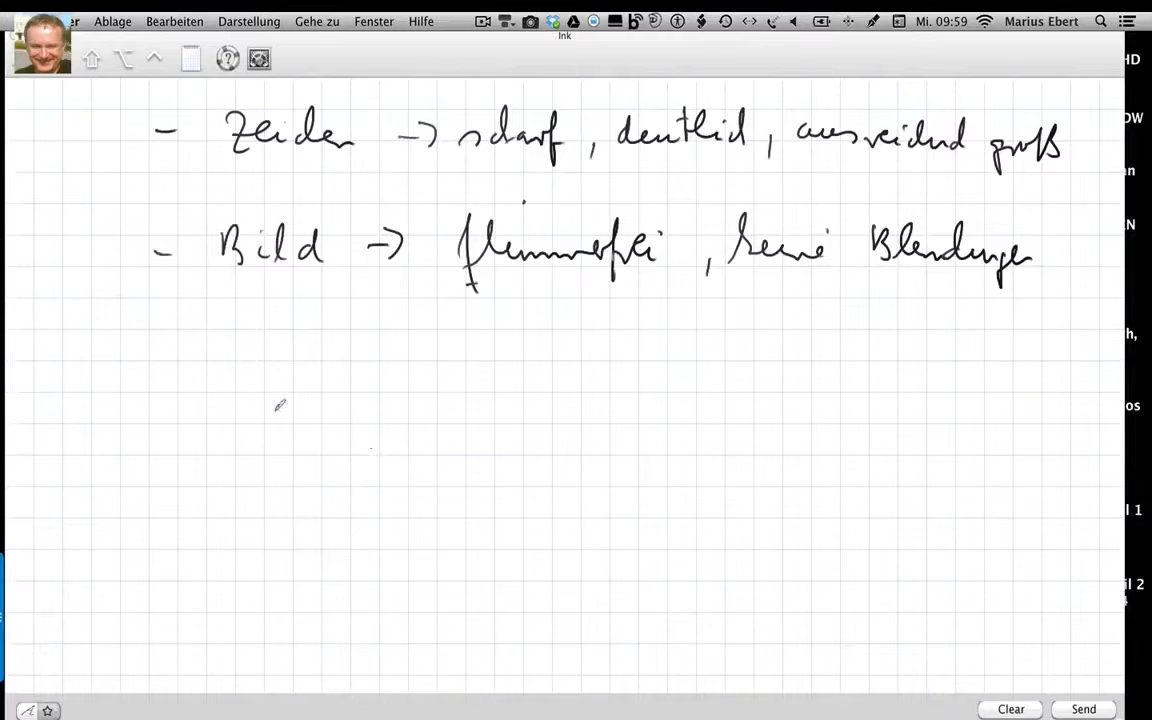 Ablage Bearbeiten Darstellung Gehe zu Fenster Hilfe Mi. 09:59 Marius Ebert
Ink
- Zeichen → scharf, deutlich, ausreichend groß
- Bild → flimmerfrei, keine Blendungen
Clear Send